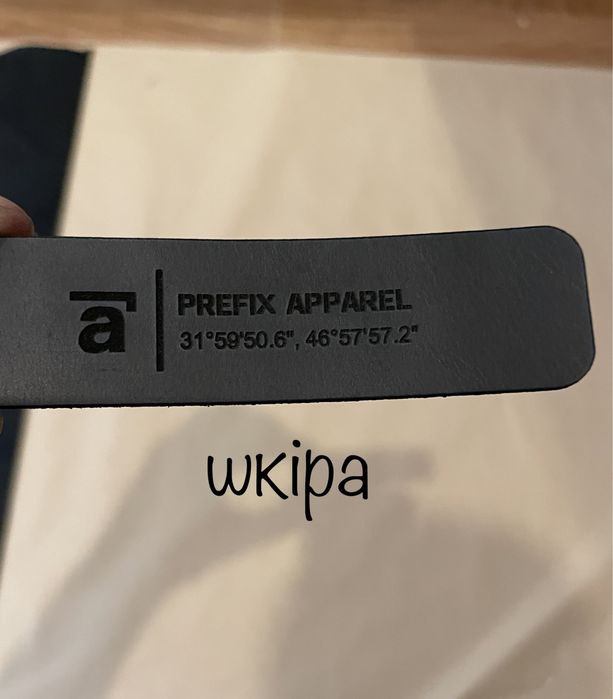 a
PREFIX APPAREL
31°59'50.6", 46°57'57.2"
wkipa